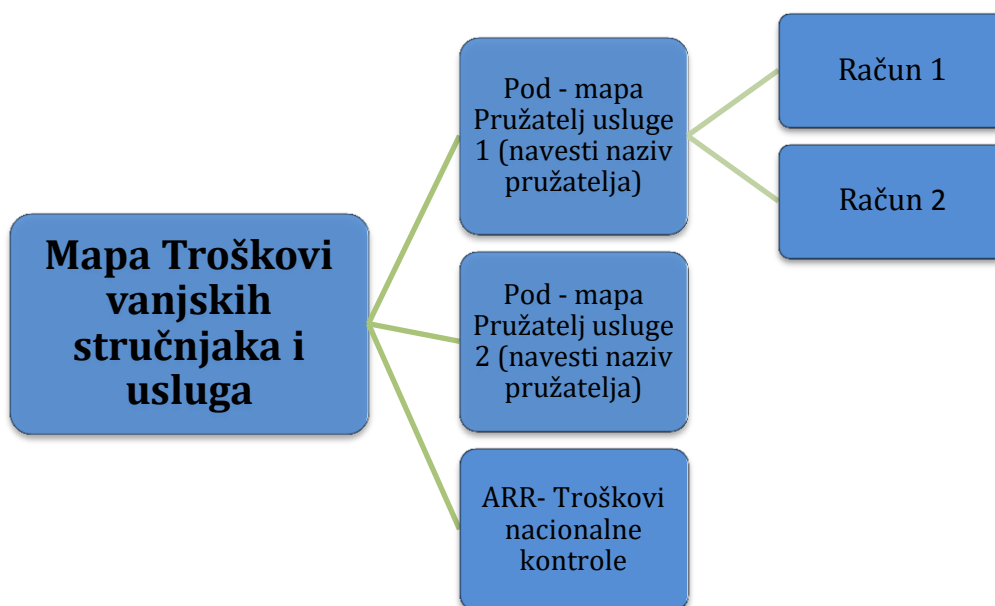 Mapa Troškovi
vanjskih
stručnjaka i
usluga
Pod - mapa
Pružatelj usluge
1 (navesti naziv
pružatelja)
Račun 1
Račun 2
Pod - mapa
Pružatelj usluge
2 (navesti naziv
pružatelja)
ARR- Troškovi
nacionalne
kontrole